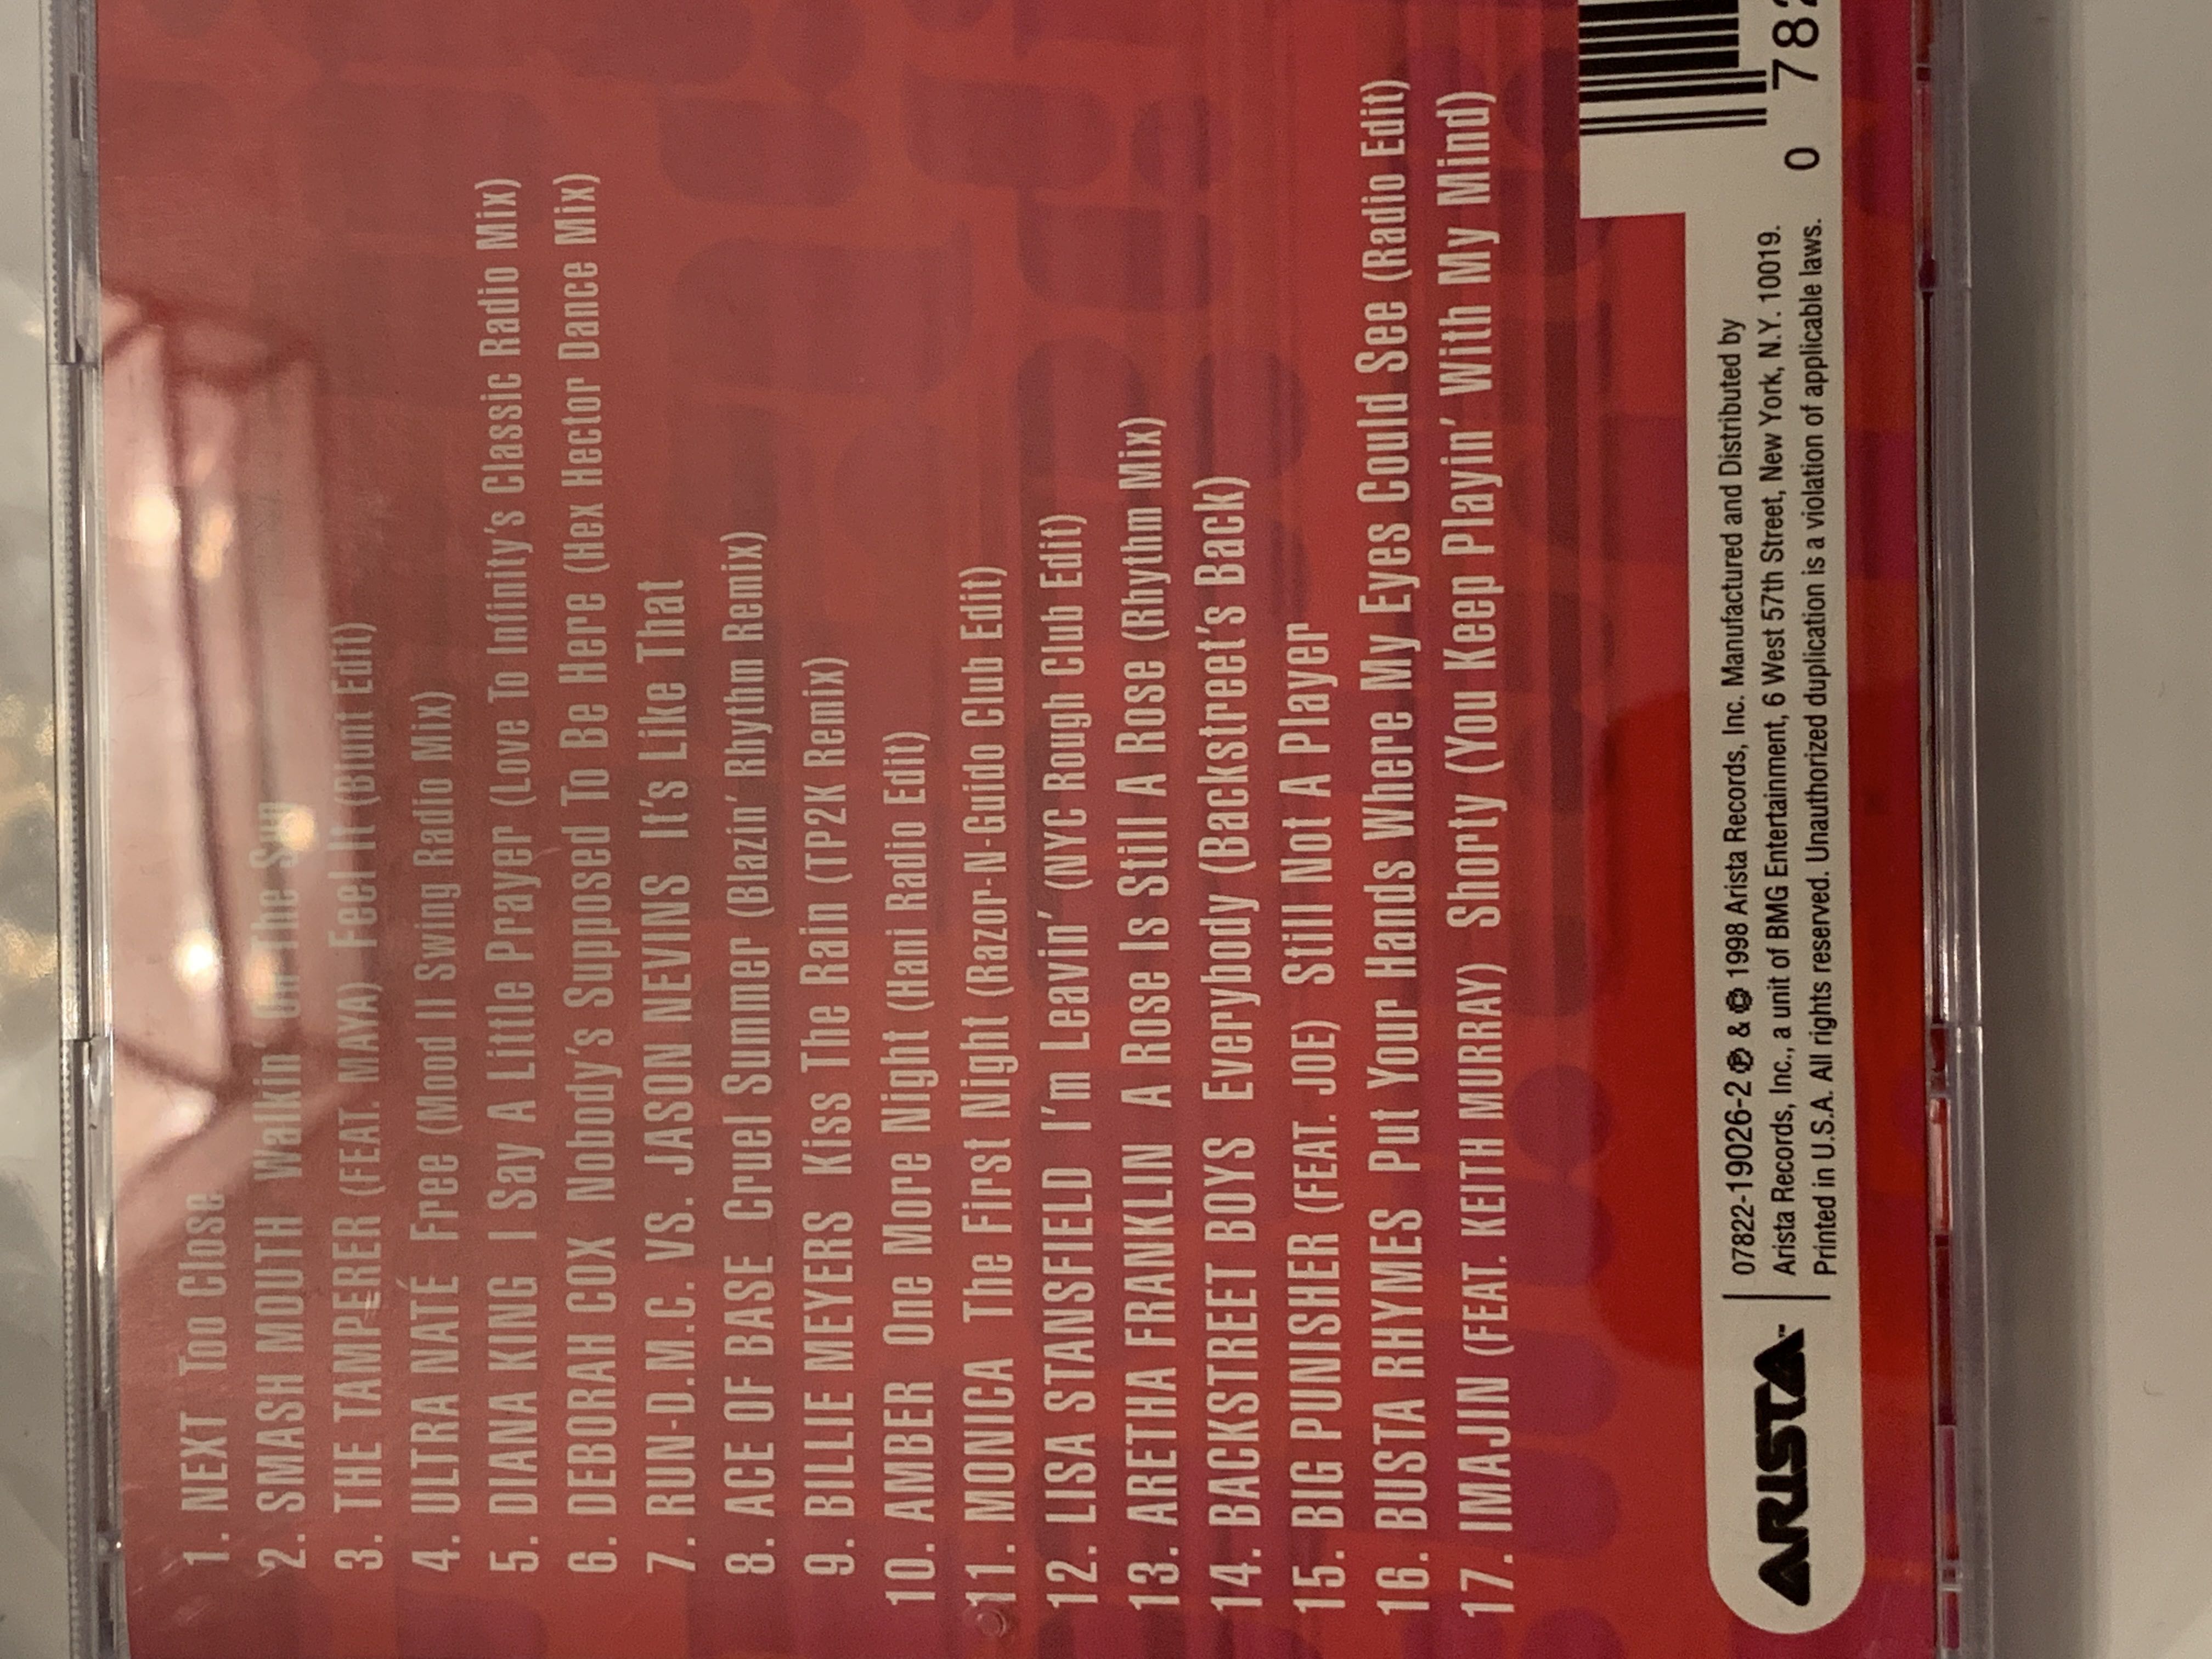 1. NEXT Too Close
2. SMASH MOUTH Walkin' On The Sun
3. THE TAMPERER (FEAT. MAYA) Feel It (Blunt Edit)
4. ULTRA NATÉ Free (Mood II Swing Radio Mix)
5. DIANA KING I Say A Little Prayer (Love To Infinity's Classic Radio Mix)
6. DEBORAH COX Nobody's Supposed To Be Here (Hex Hector Dance Mix)
7. RUN-D.M.C. VS. JASON NEVINS It's Like That
8. ACE OF BASE Cruel Summer (Blazin' Rhythm Remix)
9. BILLIE MEYERS Kiss The Rain (TP2K Remix)
10. AMBER One More Night (Hani Radio Edit)
11. MONICA The First Night (Razor-N-Guido Club Edit)
12. LISA STANSFIELD I'm Leavin' (NYC Rough Club Edit)
13. ARETHA FRANKLIN A Rose Is Still A Rose (Rhythm Mix)
14. BACKSTREET BOYS Everybody (Backstreet's Back)
15. BIG PUNISHER (FEAT. JOE) Still Not A Player
16. BUSTA RHYMES Put Your Hands Where My Eyes Could See (Radio Edit)
17. IMAJIN (FEAT. KEITH MURRAY) Shorty (You Keep Playin' With My Mind)
ARISTA™
07822-19026-2 ℗ & © 1998 Arista Records, Inc. Manufactured and Distributed by
Arista Records, Inc., a unit of BMG Entertainment, 6 West 57th Street, New York, N.Y. 10019.
Printed in U.S.A. All rights reserved. Unauthorized duplication is a violation of applicable laws.
0 782